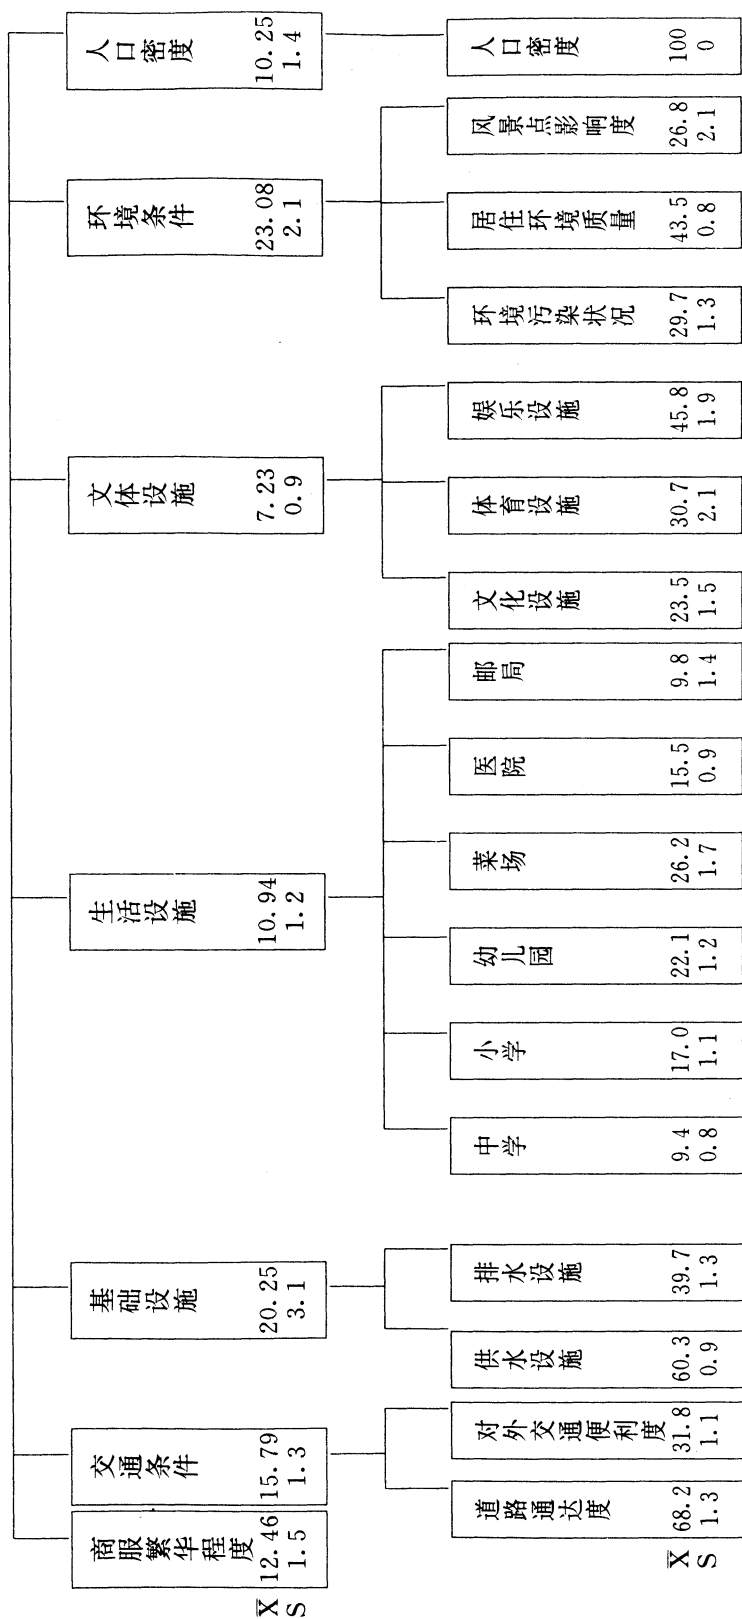 商服繁华程度
12.46
1.5
交通条件
15.79
1.3
基础设施
20.25
3.1
生活设施
10.94
1.2
文体设施
7.23
0.9
环境条件
23.08
2.1
人口密度
10.25
1.4
X̄
S
道路通达度
68.2
1.3
对外交通便利度
31.8
1.1
供水设施
60.3
0.9
排水设施
39.7
1.3
中学
9.4
0.8
小学
17.0
1.1
幼儿园
22.1
1.2
菜场
26.2
1.7
医院
15.5
0.9
邮局
9.8
1.4
文化设施
23.5
1.5
体育设施
30.7
2.1
娱乐设施
45.8
1.9
环境污染状况
29.7
1.3
居住环境质量
43.5
0.8
风景点影响度
26.8
2.1
人口密度
100
0
X̄
S